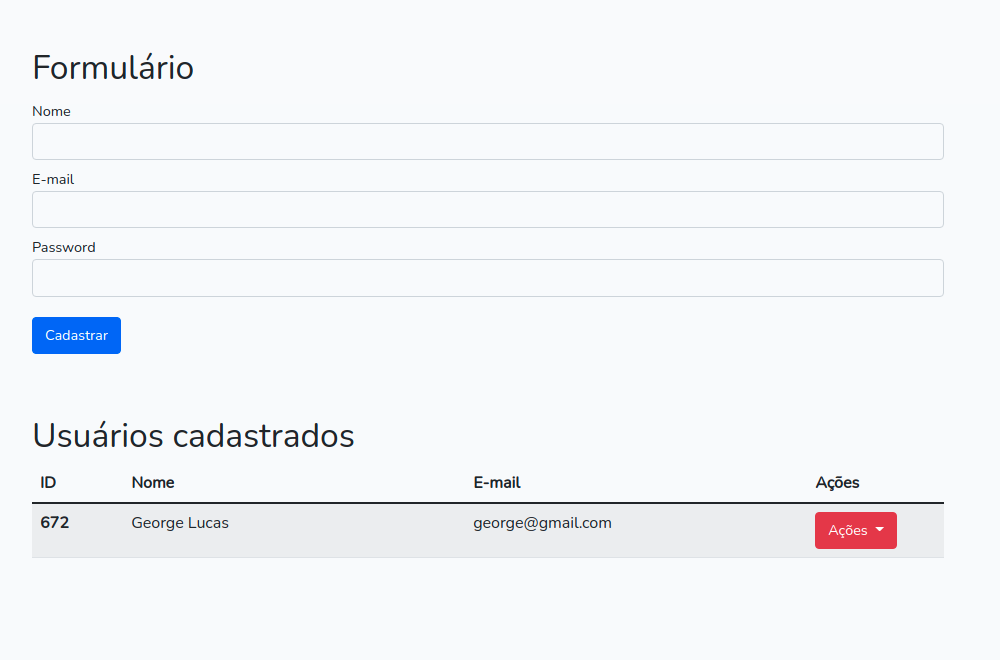 Formulário
Nome
E-mail
Password
Cadastrar
Usuários cadastrados
ID Nome E-mail Ações
672 George Lucas george@gmail.com Ações